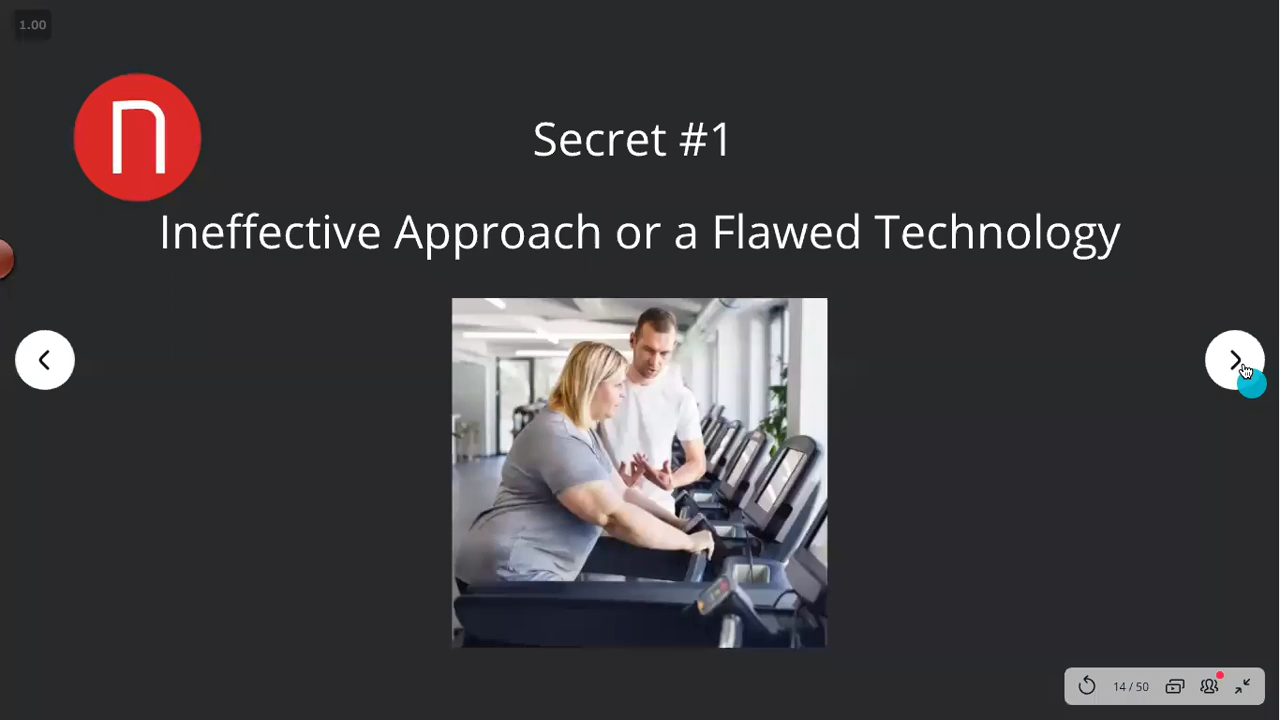 1.00
n
Secret #1
Ineffective Approach or a Flawed Technology
14 / 50